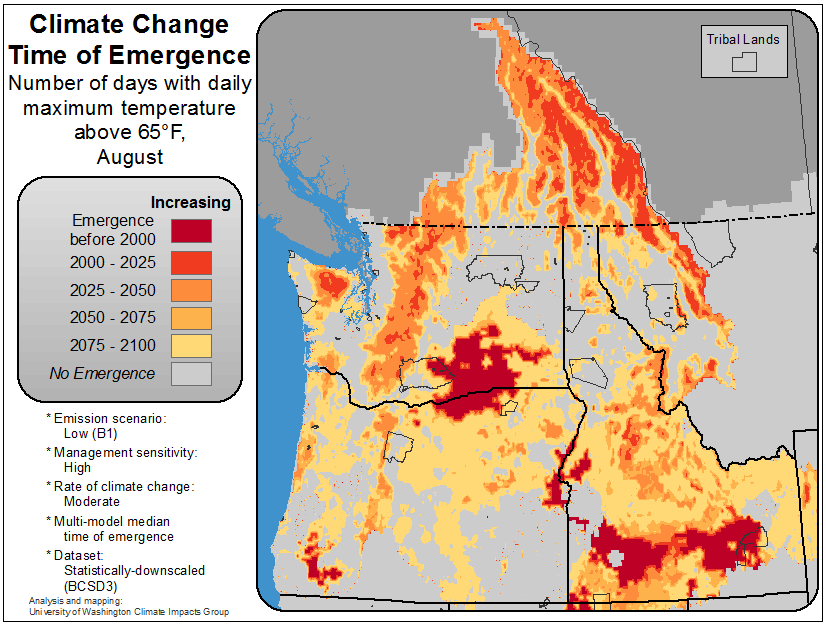 Climate Change
Time of Emergence
Number of days with daily
maximum temperature
above 65°F,
August
Increasing
Emergence
before 2000
2000 - 2025
2025 - 2050
2050 - 2075
2075 - 2100
No Emergence
* Emission scenario:
Low (B1)
* Management sensitivity:
High
* Rate of climate change:
Moderate
* Multi-model median
time of emergence
* Dataset:
Statistically-downscaled
(BCSD3)
Analysis and mapping:
University of Washington Climate Impacts Group
Tribal Lands